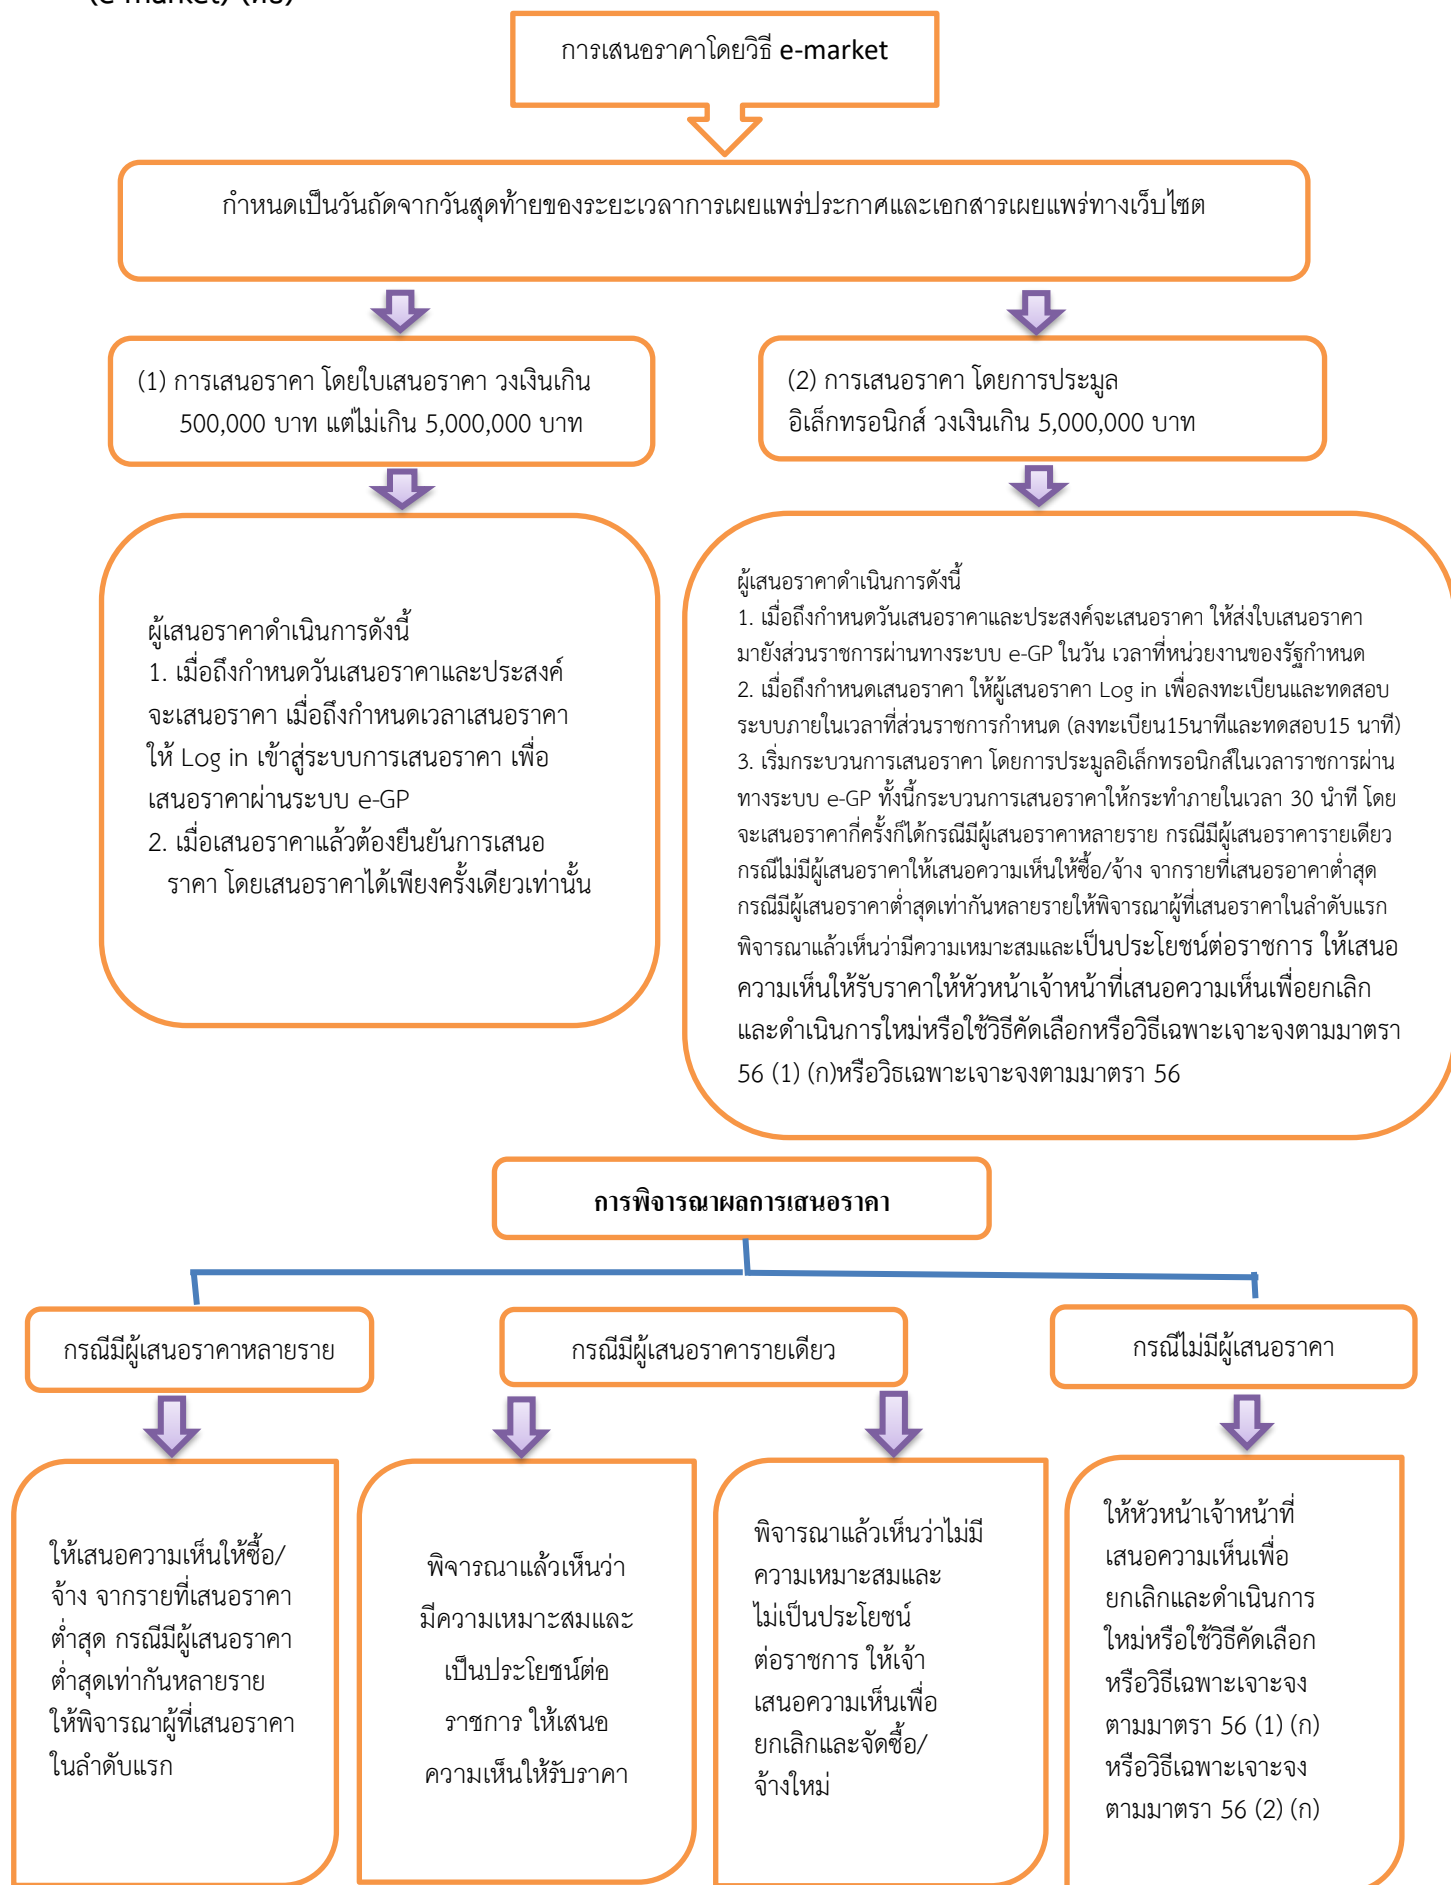 การเสนอราคาโดยวิธี e-market
กำหนดเป็นวันถัดจากวันสุดท้ายของระยะเวลาการเผยแพร่ประกาศและเอกสารเผยแพร่ทางเว็บไซต
(1) การเสนอราคา โดยใบเสนอราคา วงเงินเกิน
500,000 บาท แต่ไม่เกิน 5,000,000 บาท
(2) การเสนอราคา โดยการประมูล
อิเล็กทรอนิกส์ วงเงินเกิน 5,000,000 บาท
ผู้เสนอราคาดำเนินการดังนี้
1. เมื่อถึงกำหนดวันเสนอราคาและประสงค์
จะเสนอราคา เมื่อถึงกำหนดเวลาเสนอราคา
ให้ Log in เข้าสู่ระบบการเสนอราคา เพื่อ
เสนอราคาผ่านระบบ e-GP
2. เมื่อเสนอราคาแล้วต้องยืนยันการเสนอ
ราคา โดยเสนอราคาได้เพียงครั้งเดียวเท่านั้น
ผู้เสนอราคาดำเนินการดังนี้
1. เมื่อถึงกำหนดวันเสนอราคาและประสงค์จะเสนอราคา ให้ส่งใบเสนอราคา
มายังส่วนราชการผ่านทางระบบ e-GP ในวัน เวลาที่หน่วยงานของรัฐกำหนด
2. เมื่อถึงกำหนดเสนอราคา ให้ผู้เสนอราคา Log in เพื่อลงทะเบียนและทดสอบ
ระบบภายในเวลาที่ส่วนราชการกำหนด (ลงทะเบียน15นาทีและทดสอบ15 นาที)
3. เริ่มกระบวนการเสนอราคา โดยการประมูลอิเล็กทรอนิกส์ในเวลาราชการผ่าน
ทางระบบ e-GP ทั้งนี้กระบวนการเสนอราคาให้กระทำภายในเวลา 30 นำที โดย
จะเสนอราคากี่ครั้งก็ได้กรณีมีผู้เสนอราคาหลายราย กรณีมีผู้เสนอราคารายเดียว
กรณีไม่มีผู้เสนอราคาให้เสนอความเห็นให้ซื้อ/จ้าง จากรายที่เสนอรอาคาต่ำสุด
กรณีมีผู้เสนอราคาต่ำสุดเท่ากันหลายรายให้พิจารณาผู้ที่เสนอราคาในลำดับแรก
พิจารณาแล้วเห็นว่ามีความเหมาะสมและเป็นประโยชน์ต่อราชการ ให้เสนอ
ความเห็นให้รับราคาให้หัวหน้าเจ้าหน้าที่เสนอความเห็นเพื่อยกเลิก
และดำเนินการใหม่หรือใช้วิธีคัดเลือกหรือวิธีเฉพาะเจาะจงตามมาตรา
56 (1) (ก)หรือวิธเฉพาะเจาะจงตามมาตรา 56
การพิจารณาผลการเสนอราคา
กรณีมีผู้เสนอราคาหลายราย
กรณีมีผู้เสนอราคารายเดียว
กรณีไม่มีผู้เสนอราคา
ให้เสนอความเห็นให้ซื้อ/
จ้าง จากรายที่เสนอราคา
ต่ำสุด กรณีมีผู้เสนอราคา
ต่ำสุดเท่ากันหลายราย
ให้พิจารณาผู้ที่เสนอราคา
ในลำดับแรก
พิจารณาแล้วเห็นว่า
มีความเหมาะสมและ
เป็นประโยชน์ต่อ
ราชการ ให้เสนอ
ความเห็นให้รับราคา
พิจารณาแล้วเห็นว่าไม่มี
ความเหมาะสมและ
ไม่เป็นประโยชน์
ต่อราชการ ให้เจ้า
เสนอความเห็นเพื่อ
ยกเลิกและจัดซื้อ/
จ้างใหม่
ให้หัวหน้าเจ้าหน้าที่
เสนอความเห็นเพื่อ
ยกเลิกและดำเนินการ
ใหม่หรือใช้วิธีคัดเลือก
หรือวิธีเฉพาะเจาะจง
ตามมาตรา 56 (1) (ก)
หรือวิธีเฉพาะเจาะจง
ตามมาตรา 56 (2) (ก)